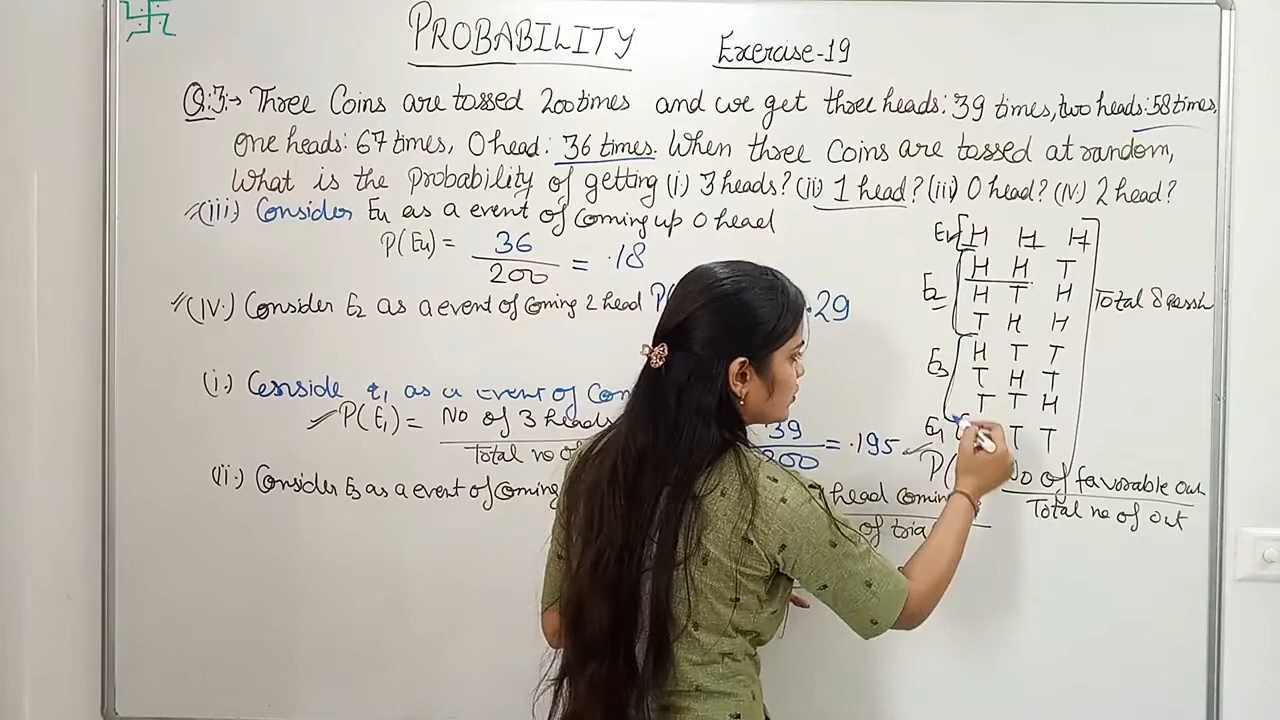 PROBABILITY Exercise-19
Q.3:→ Three Coins are tossed 200 times and we get three heads: 39 times, two heads: 58 times,
one heads: 67 times, 0 head: 36 times. When three Coins are tossed at random,
What is the probability of getting (i) 3 heads? (ii) 1 head? (iii) 0 head? (iv) 2 head?
(iii) Consider E4 as a event of Coming up 0 head
P(E4) = 36/200 = .18
(iv.) Consider E2 as a event of Coming 2 head .29
(i.) E1 as a event of
P(E1) = No of 3 heads 39/200 = .195
Total no of
(ii.) Consider E3 as a event of Coming head coming
of
E1 H H H
H H T
E2 H T H
T H H
Total 8
H T T
E3 T H T
T T H
E4 T T
P( No of favorable out
Total no of out